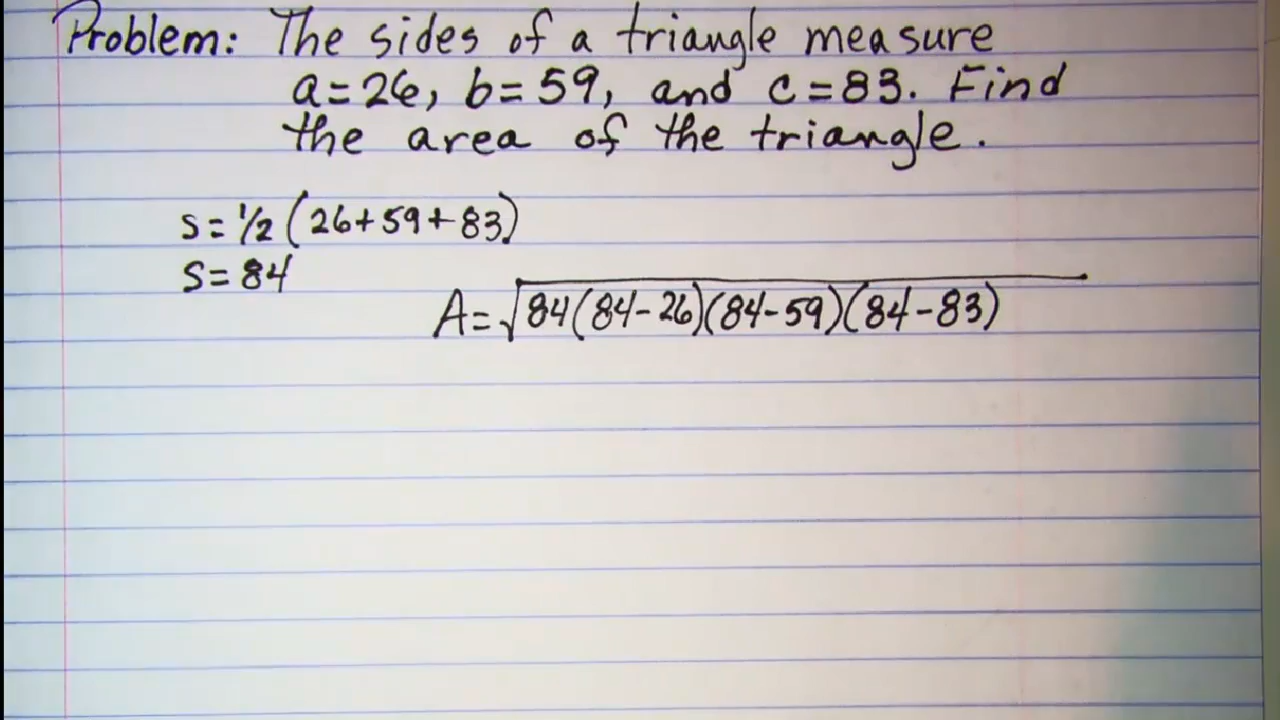 Problem: The sides of a triangle measure
a=26, b=59, and c=83. Find
the area of the triangle.
s=1/2(26+59+83)
s=84
A=√84(84-26)(84-59)(84-83)